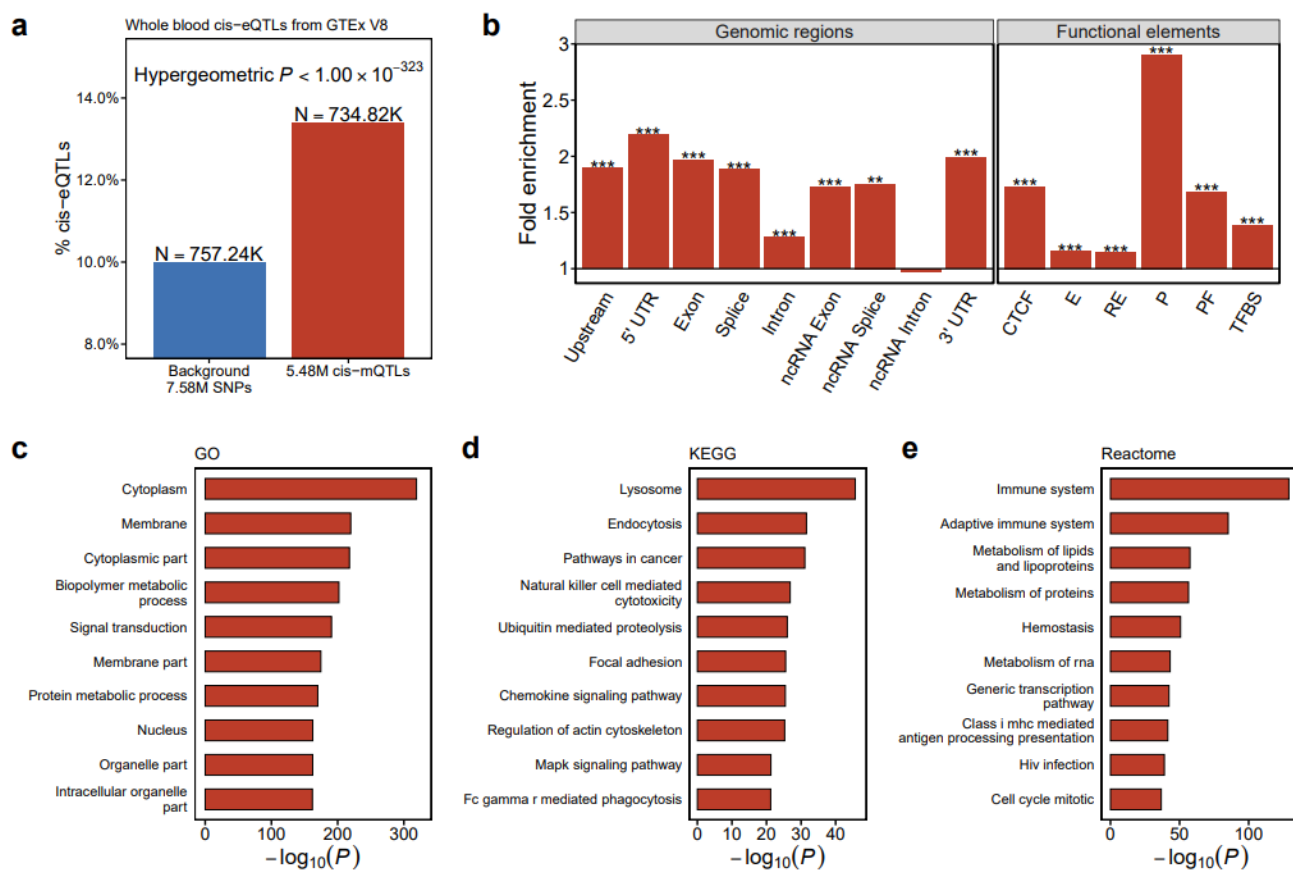 a
Whole blood cis−eQTLs from GTEx V8
Hypergeometric P < 1.00 × 10−323
% cis−eQTLs
14.0%
12.0%
10.0%
8.0%
N = 757.24K
N = 734.82K
Background
7.58M SNPs
5.48M cis−mQTLs
b
Genomic regions
Functional elements
Fold enrichment
3
2.5
2
1.5
1
***
***
***
***
***
***
**
***
***
***
***
***
***
***
Upstream
5' UTR
Exon
Splice
Intron
ncRNA Exon
ncRNA Splice
ncRNA Intron
3' UTR
CTCF
E
RE
P
PF
TFBS
c
GO
Cytoplasm
Membrane
Cytoplasmic part
Biopolymer metabolic
process
Signal transduction
Membrane part
Protein metabolic process
Nucleus
Organelle part
Intracellular organelle
part
0 100 200 300
−log10(P)
d
KEGG
Lysosome
Endocytosis
Pathways in cancer
Natural killer cell mediated
cytotoxicity
Ubiquitin mediated proteolysis
Focal adhesion
Chemokine signaling pathway
Regulation of actin cytoskeleton
Mapk signaling pathway
Fc gamma r mediated phagocytosis
0 10 20 30 40
−log10(P)
e
Reactome
Immune system
Adaptive immune system
Metabolism of lipids
and lipoproteins
Metabolism of proteins
Hemostasis
Metabolism of rna
Generic transcription
pathway
Class i mhc mediated
antigen processing presentation
Hiv infection
Cell cycle mitotic
0 50 100
−log10(P)